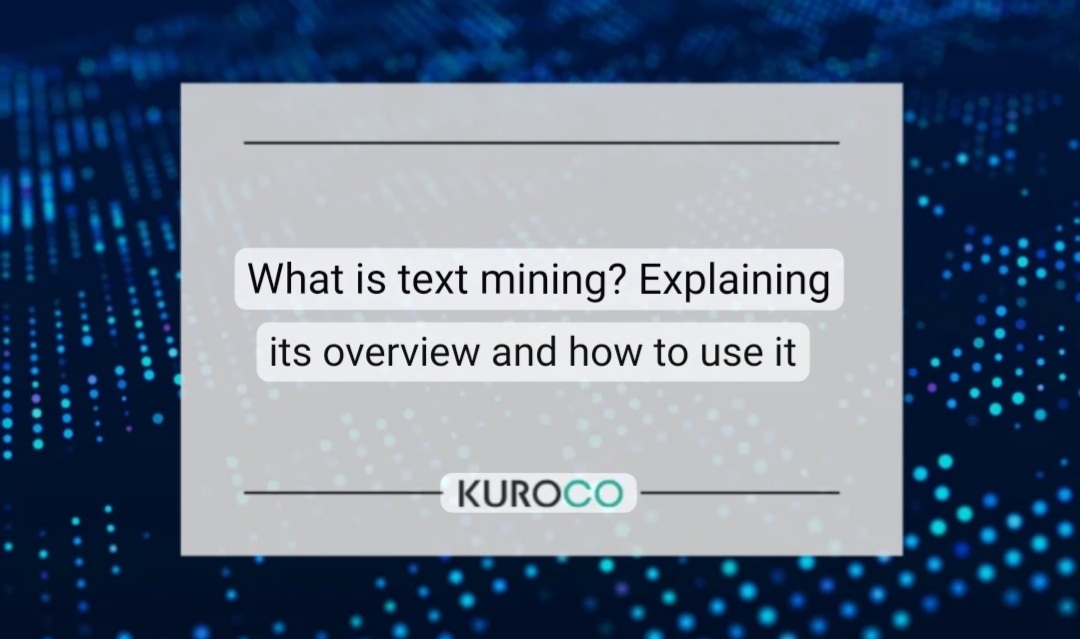 What is text mining? Explaining
its overview and how to use it
KUROCO